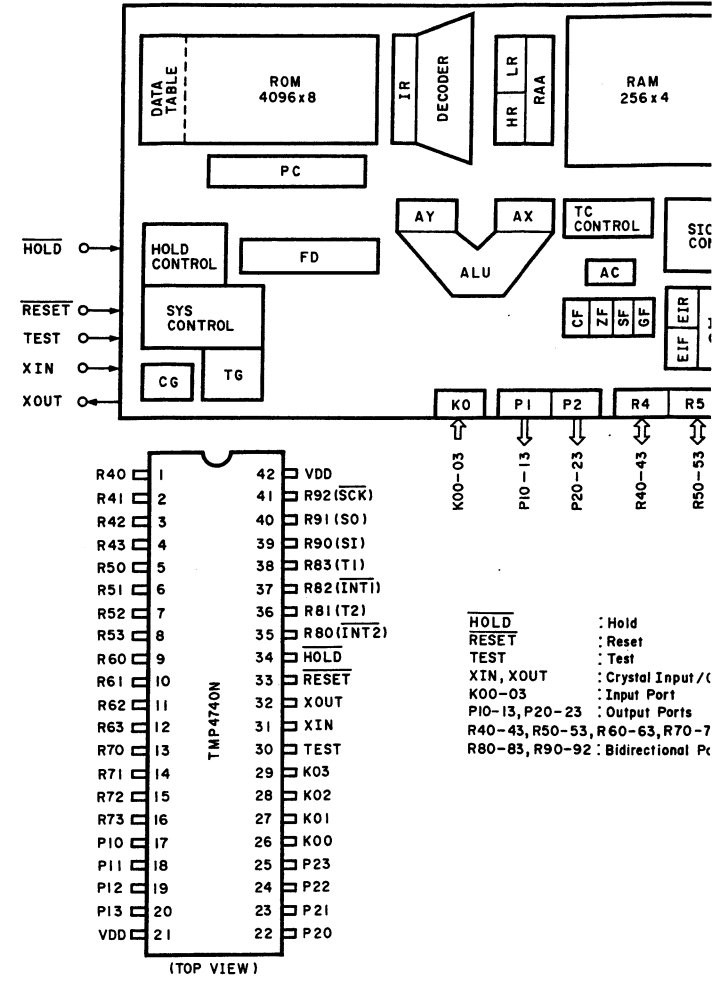 DATA
TABLE
ROM
4096x8
IR
DECODER
HR
LR
RAA
RAM
256x4
PC
HOLD
CONTROL
FD
AY
AX
ALU
TC
CONTROL
SIO
CON
AC
CF
ZF
SF
GF
EIR
EIF
SYS
CONTROL
CG
TG
HOLD
RESET
TEST
XIN
XOUT
K0
P1
P2
R4
R5
K00-03
P10-13
P20-23
R40-43
R50-53
R40 1 42 VDD
R41 2 41 R92(SCK)
R42 3 40 R91(SO)
R43 4 39 R90(SI)
R50 5 38 R83(T1)
R51 6 37 R82(INT1)
R52 7 36 R81(T2)
R53 8 35 R80(INT2)
R60 9 34 HOLD
R61 10 33 RESET
R62 11 32 XOUT
R63 12 31 XIN
R70 13 30 TEST
R71 14 29 K03
R72 15 28 K02
R73 16 27 K01
P10 17 26 K00
P11 18 25 P23
P12 19 24 P22
P13 20 23 P21
VDD 21 22 P20
TMP4740N
(TOP VIEW)
HOLD : Hold
RESET : Reset
TEST : Test
XIN, XOUT : Crystal Input/
K00-03 : Input Port
P10-13, P20-23 : Output Ports
R40-43, R50-53, R60-63, R70-7
R80-83, R90-92 : Bidirectional Po